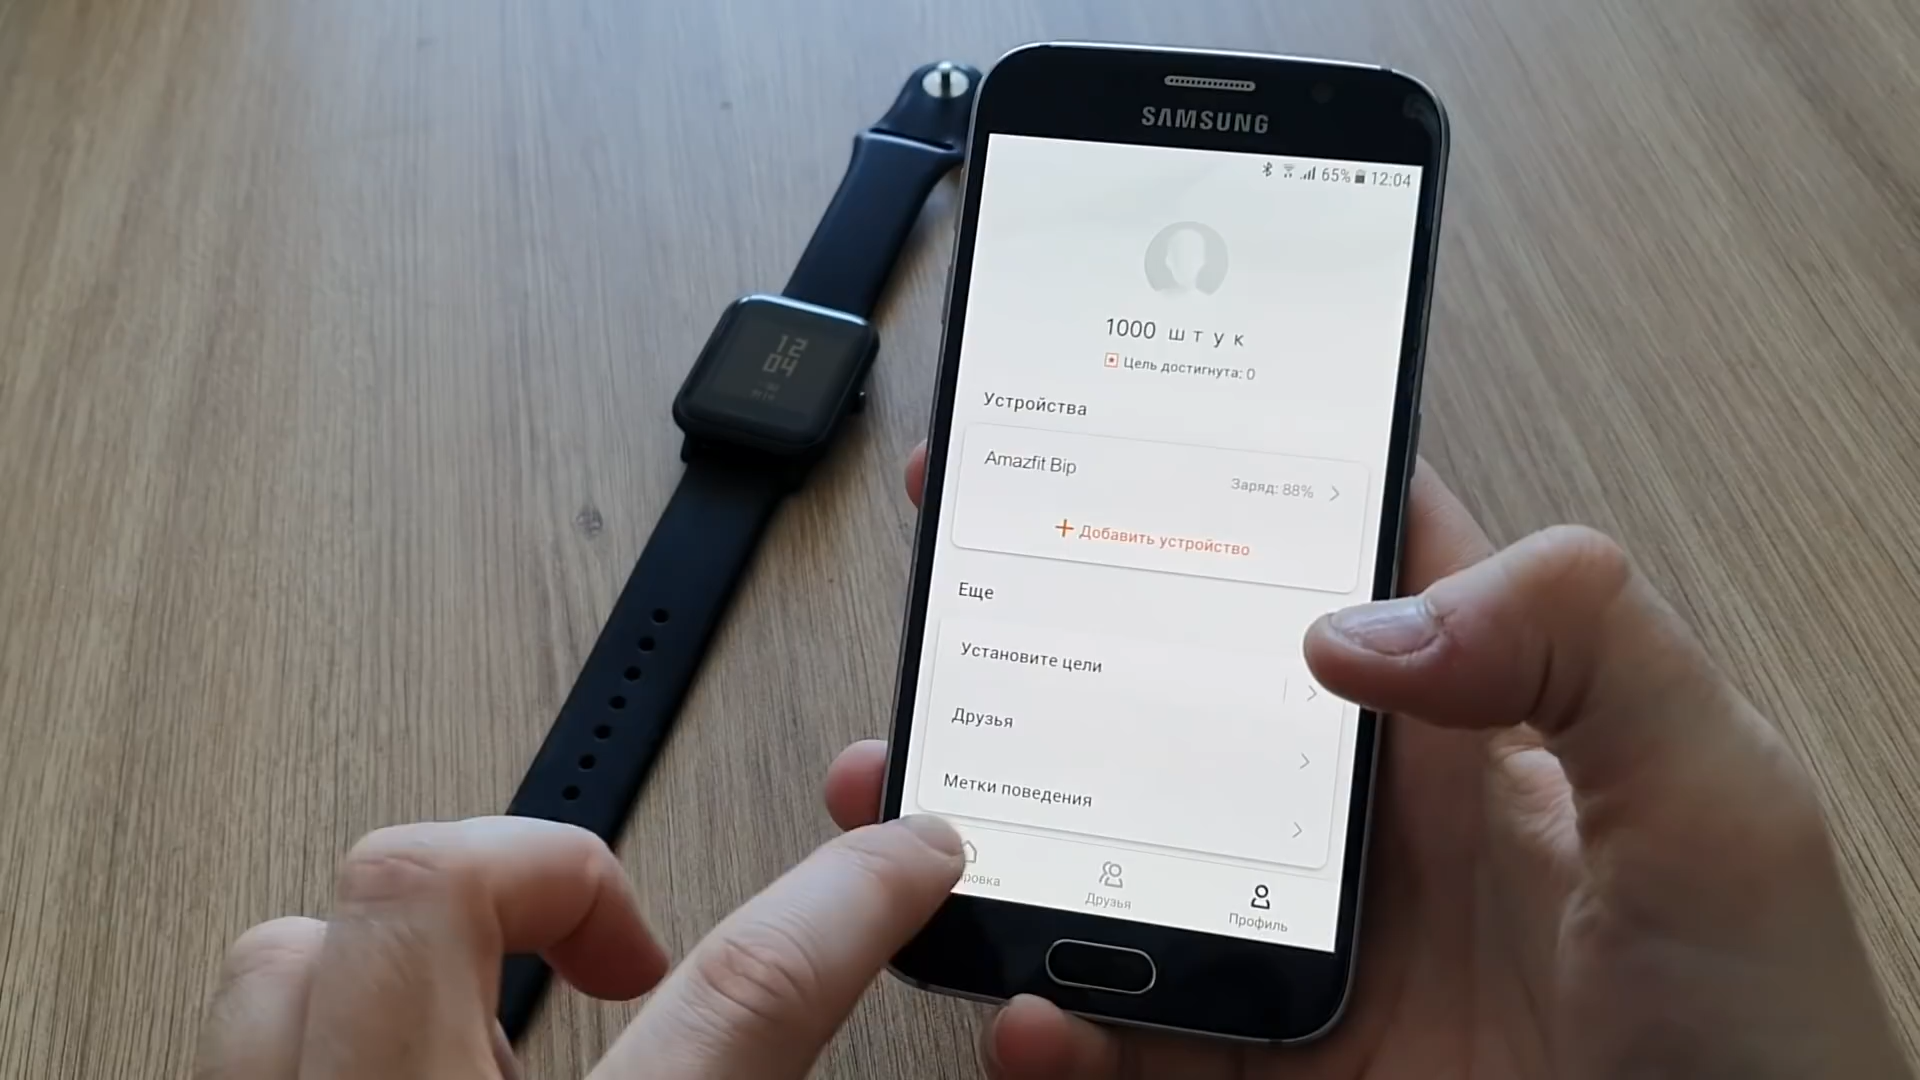 SAMSUNG
65% 12:04
1000 штук
Цель достигнута: 0
Устройства
Amazfit Bip
Заряд: 88%
+ Добавить устройство
Еще
Установите цели
Друзья
Метки поведения
Друзья
Профиль
12
04